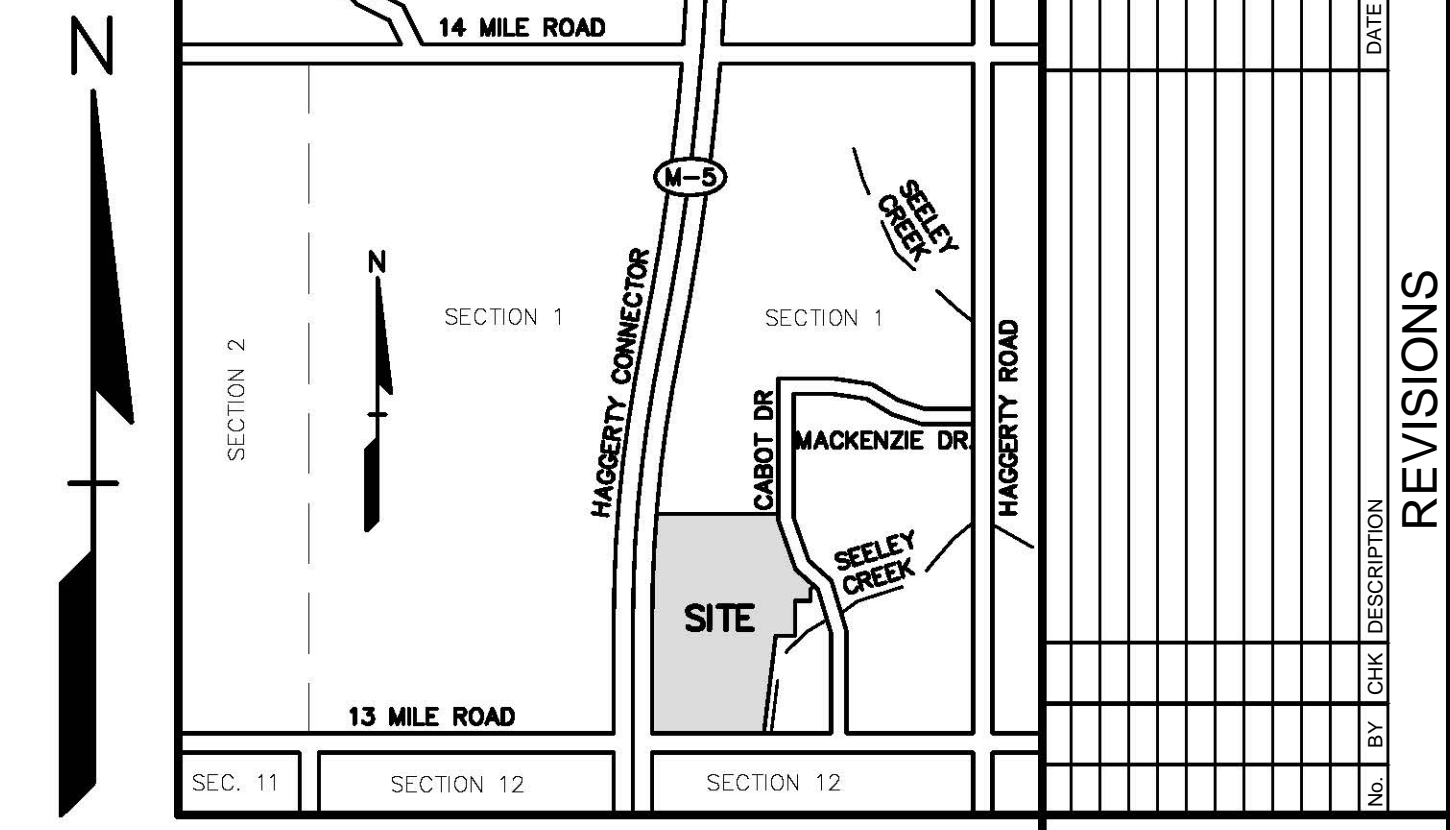 N
14 MILE ROAD
M-5
SEELEY
CREEK
N
HAGGERTY CONNECTOR
SECTION 1
SECTION 1
SECTION 2
HAGGERTY ROAD
CABOT DR
MACKENZIE DR.
SEELEY
CREEK
SITE
13 MILE ROAD
SEC. 11
SECTION 12
SECTION 12
No. BY CHK DESCRIPTION DATE
REVISIONS